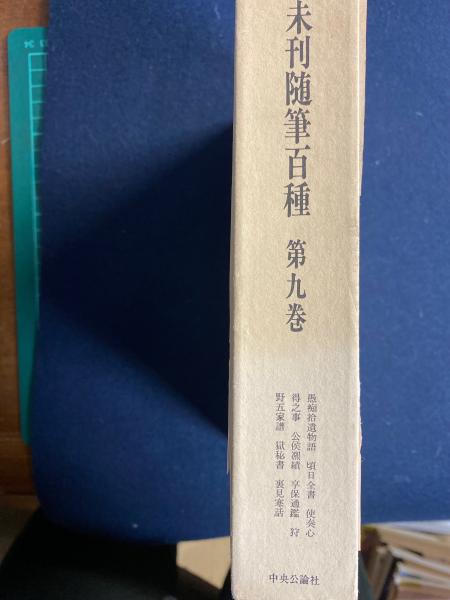 未刊随筆百種 第九巻
愚痴拾遺物語 頃日全書 使奏心
得之事 公侯凞績 享保通鑑 狩
野五家譜 獄秘書 裏見寒話
中央公論社